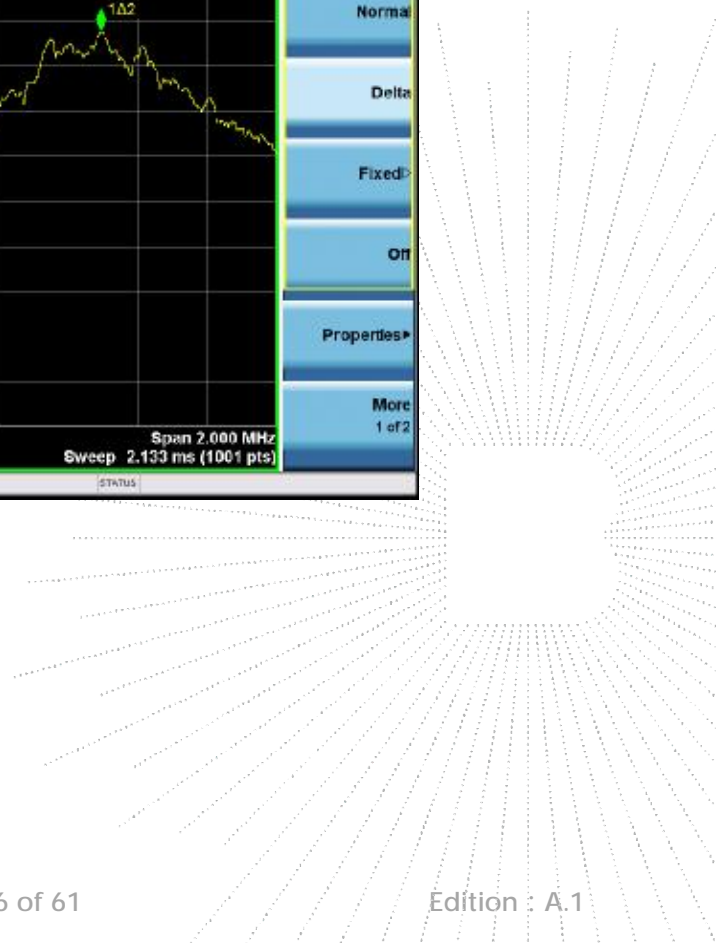 1Δ2
Normal
Delta
Fixed▷
Off
Properties▶
More
1 of 2
Span 2.000 MHz
Sweep 2.133 ms (1001 pts)
STATUS
6 of 61
Edition : A.1